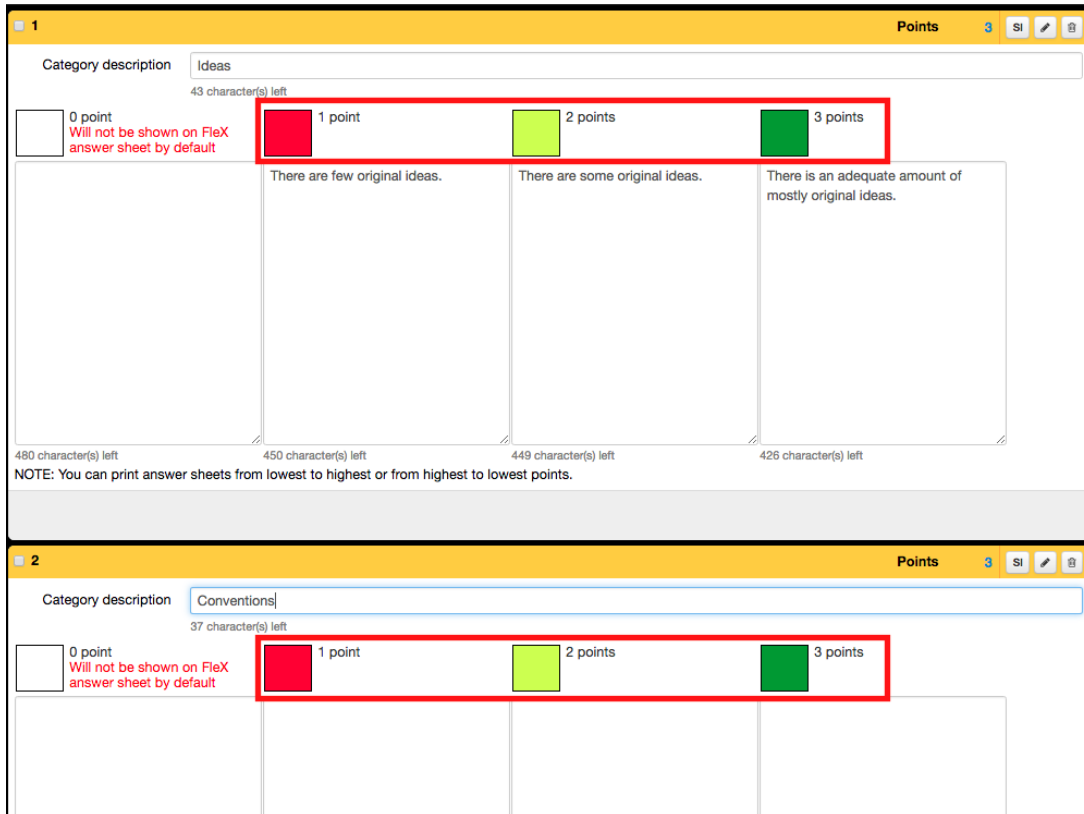 1 Points 3 SI
Category description Ideas
43 character(s) left
0 point 1 point 2 points 3 points
Will not be shown on FleX
answer sheet by default
There are few original ideas. There are some original ideas. There is an adequate amount of
mostly original ideas.
480 character(s) left 450 character(s) left 449 character(s) left 426 character(s) left
NOTE: You can print answer sheets from lowest to highest or from highest to lowest points.
2 Points 3 SI
Category description Conventions
37 character(s) left
0 point 1 point 2 points 3 points
Will not be shown on FleX
answer sheet by default